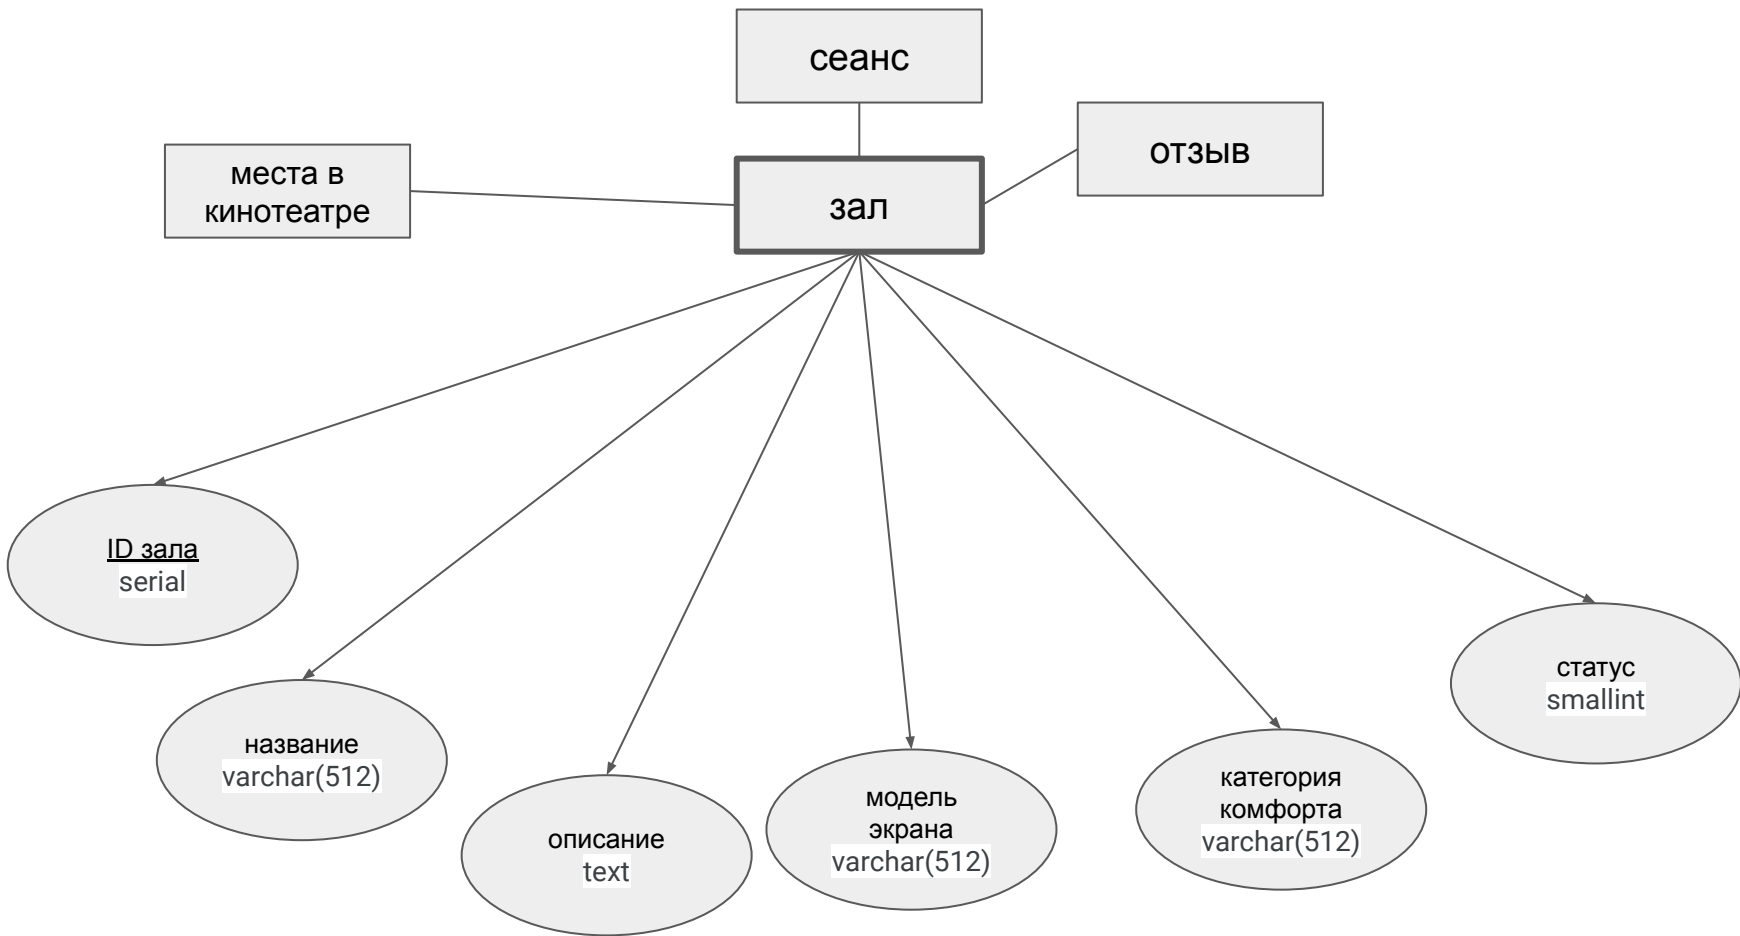 сеанс
отзыв
места в
кинотеатре
зал
ID зала
serial
название
varchar(512)
описание
text
модель
экрана
varchar(512)
категория
комфорта
varchar(512)
статус
smallint